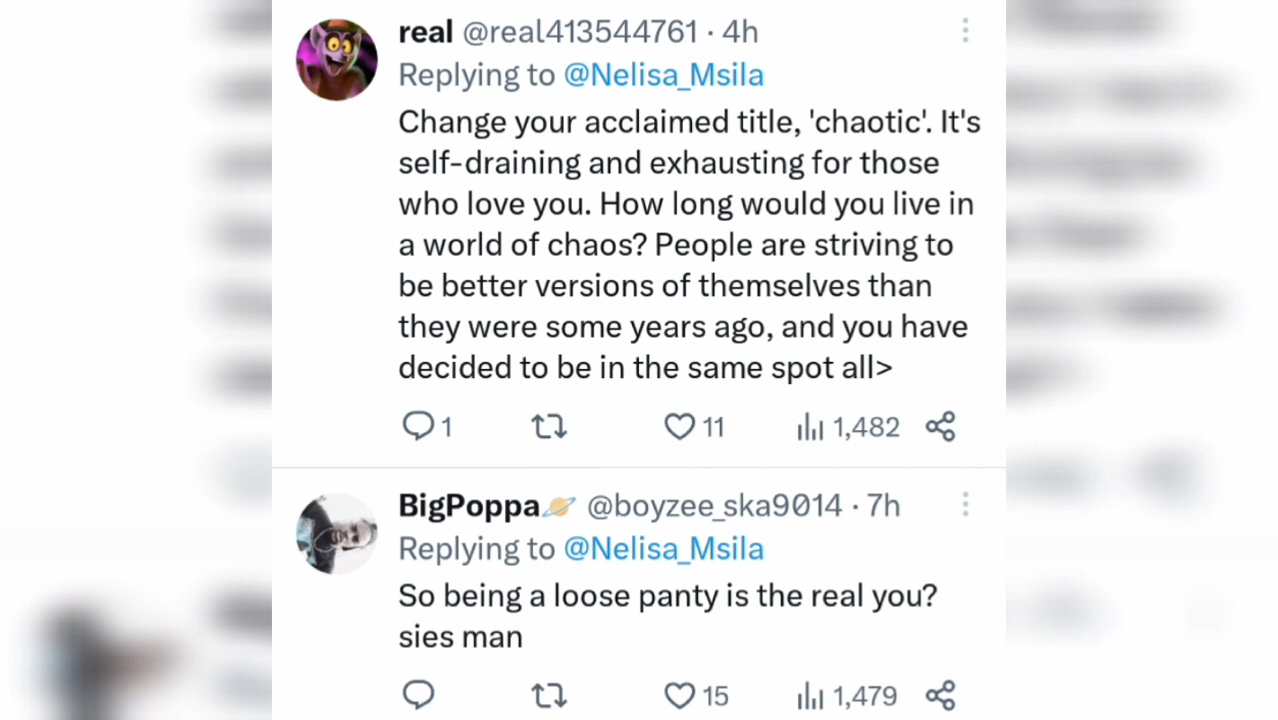 real @real413544761 · 4h
Replying to @Nelisa_Msila
Change your acclaimed title, 'chaotic'. It's
self-draining and exhausting for those
who love you. How long would you live in
a world of chaos? People are striving to
be better versions of themselves than
they were some years ago, and you have
decided to be in the same spot all>
1 11 1,482
BigPoppa🪐 @boyzee_ska9014 · 7h
Replying to @Nelisa_Msila
So being a loose panty is the real you?
sies man
15 1,479